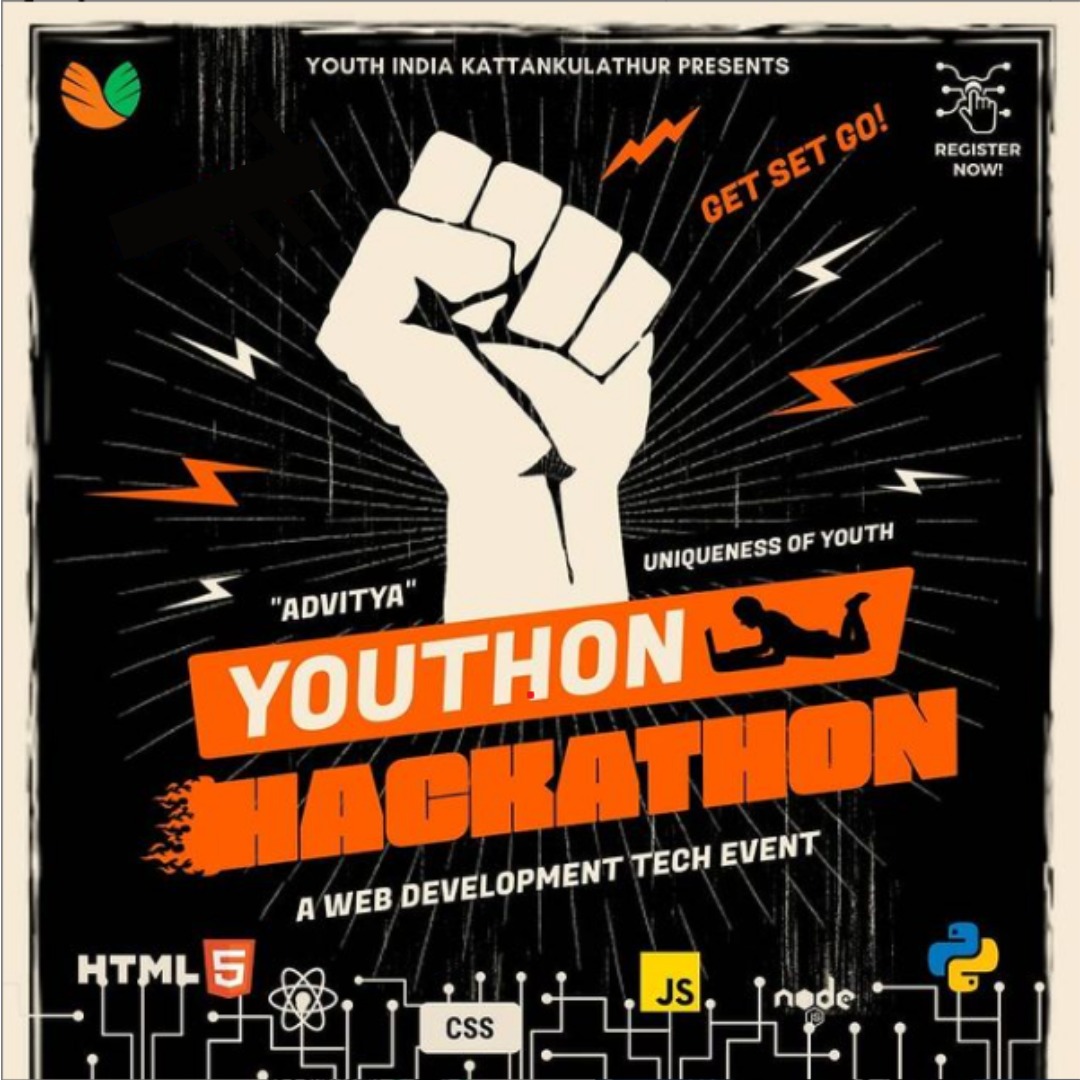 YOUTH INDIA KATTANKULATHUR PRESENTS
GET SET GO!
REGISTER
NOW!
UNIQUENESS OF YOUTH
"ADVITYA"
YOUTHON
HACKATHON
A WEB DEVELOPMENT TECH EVENT
HTML 5
CSS
JS
node
JS